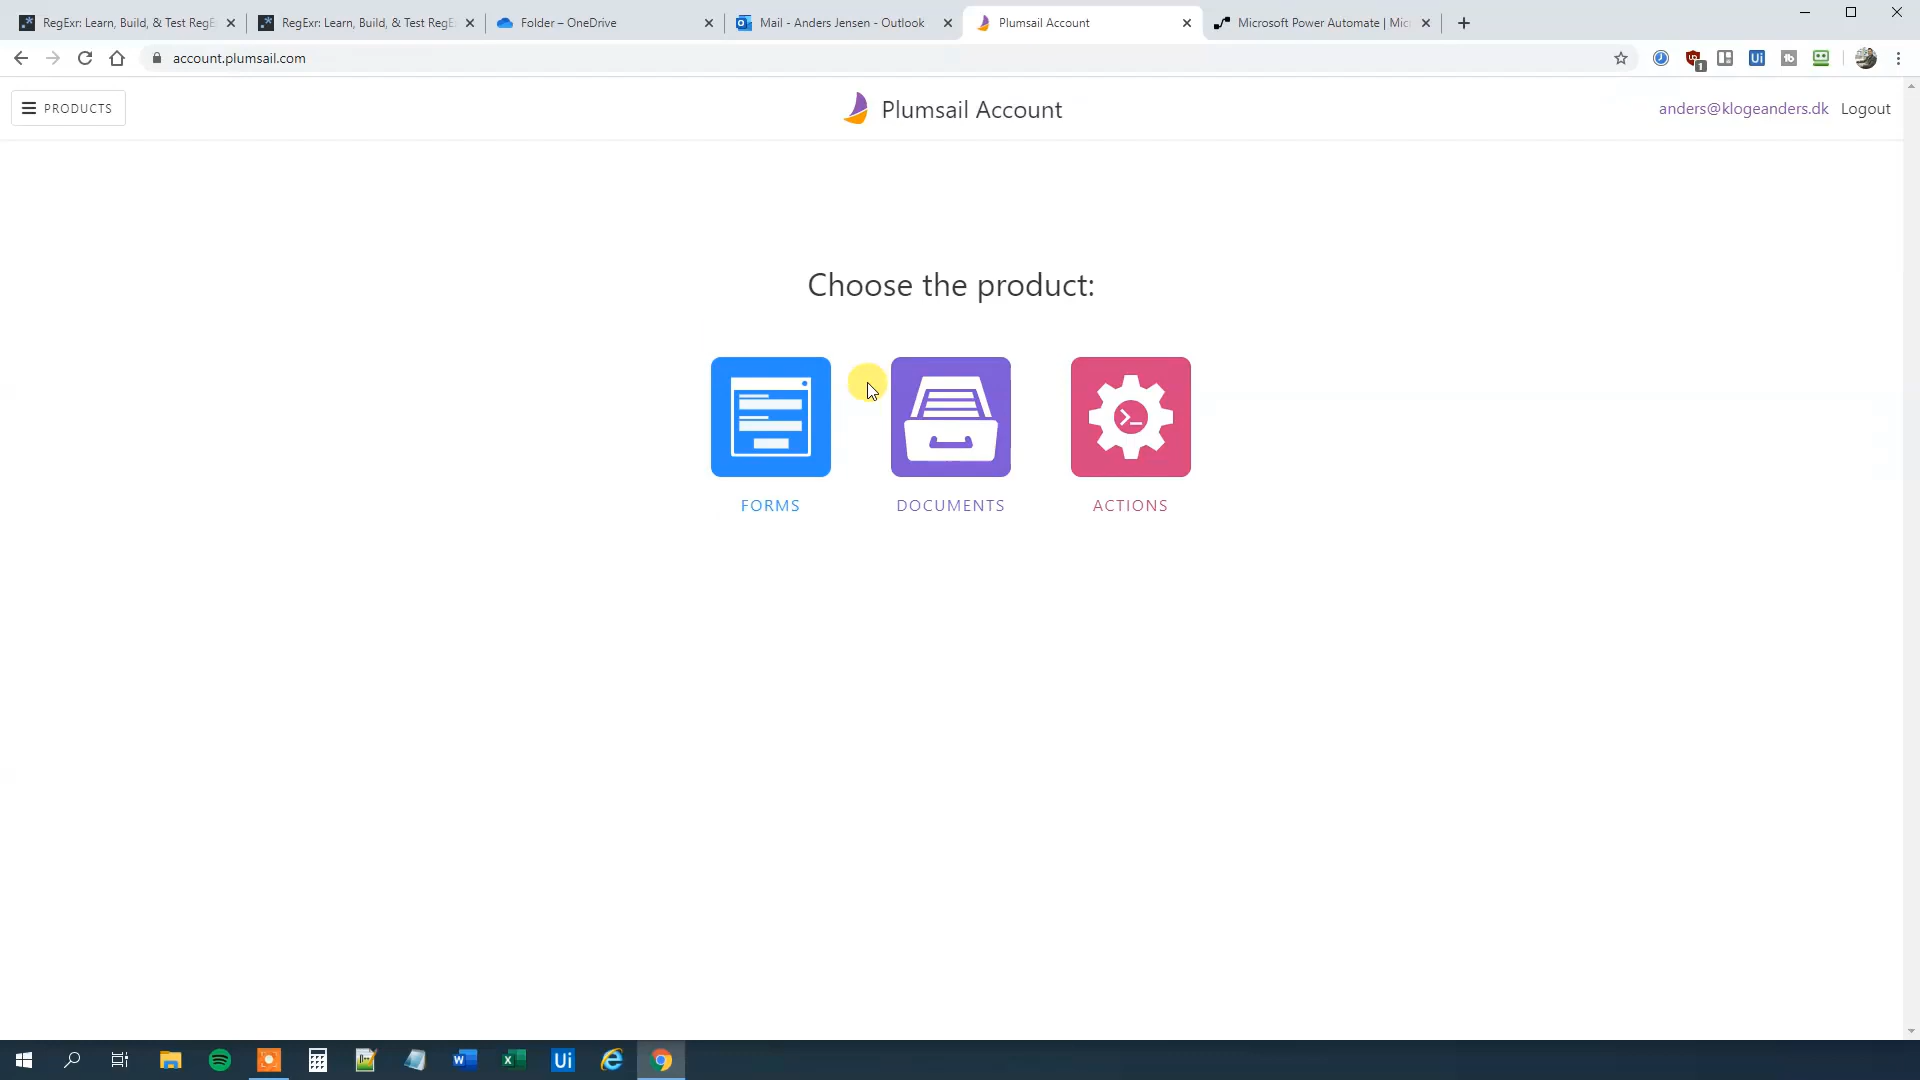 RegExr: Learn, Build, & Test RegE
RegExr: Learn, Build, & Test RegE
Folder – OneDrive
Mail - Anders Jensen - Outlook
Plumsail Account
Microsoft Power Automate | Mic
account.plumsail.com
PRODUCTS
Plumsail Account
anders@klogeanders.dk
Logout
Choose the product:
FORMS
DOCUMENTS
ACTIONS